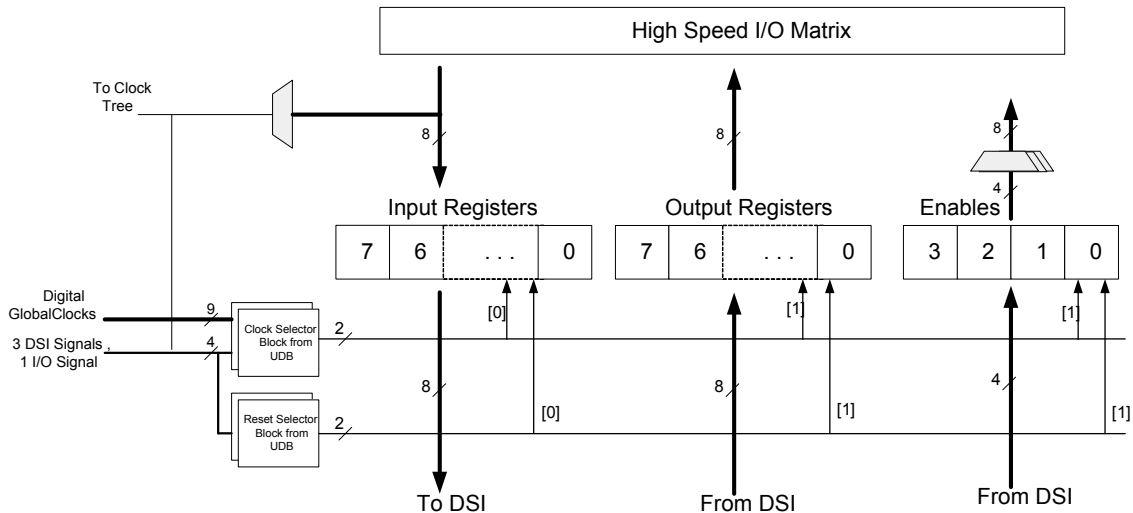 High Speed I/O Matrix
To Clock
Tree
8
8
8
4
Input Registers
Output Registers
Enables
7 6 . . . 0
7 6 . . . 0
3 2 1 0
Digital
GlobalClocks
9
[0]
[1]
[1]
3 DSI Signals ,
1 I/O Signal
4
Clock Selector
Block from
UDB
2
8
8
4
Reset Selector
Block from
UDB
2
[0]
[1]
[1]
To DSI
From DSI
From DSI